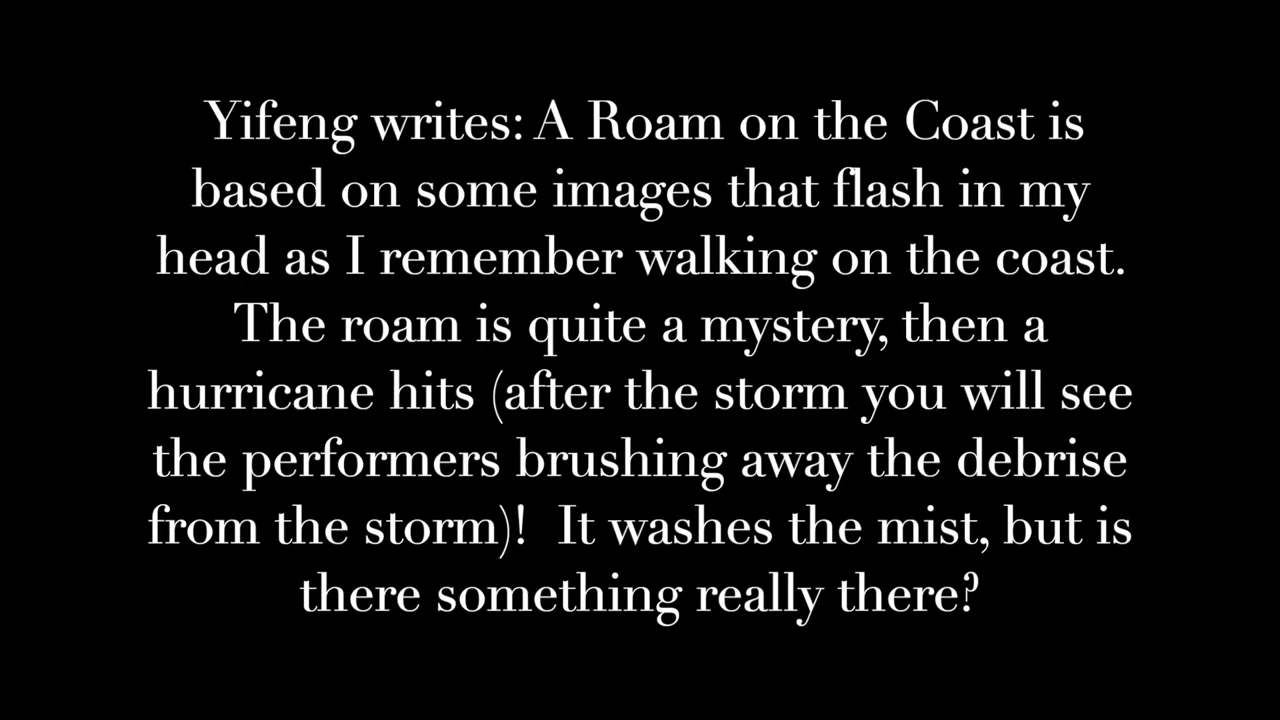 Yifeng writes: A Roam on the Coast is
based on some images that flash in my
head as I remember walking on the coast.
The roam is quite a mystery, then a
hurricane hits (after the storm you will see
the performers brushing away the debrise
from the storm)!  It washes the mist, but is
there something really there?